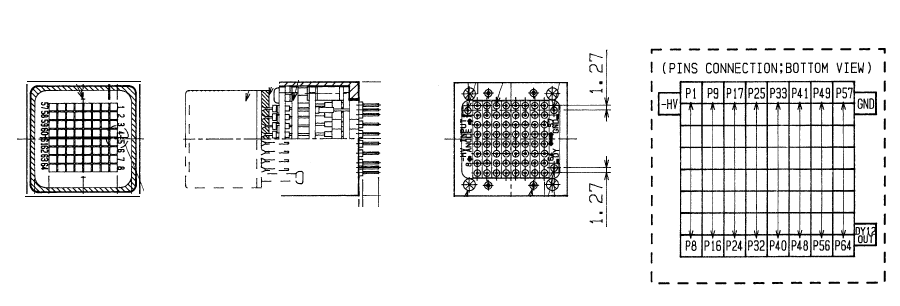 (PINS CONNECTION;BOTTOM VIEW)
P1 P9 P17 P25 P33 P41 P49 P57
-HV
GND
P8 P16 P24 P32 P40 P48 P56 P64
DY12
OUT
1.27
1.27
1
2
3
4
5
6
7
8